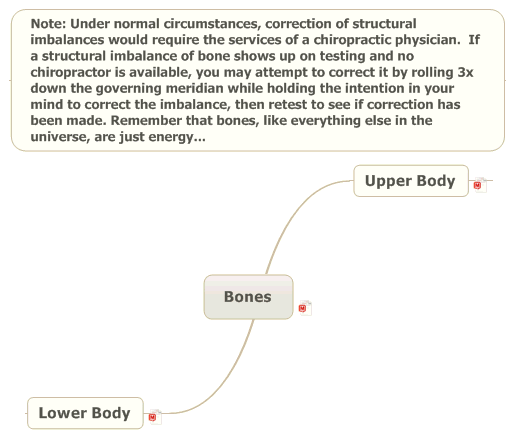 Note: Under normal circumstances, correction of structural
imbalances would require the services of a chiropractic physician.  If
a structural imbalance of bone shows up on testing and no
chiropractor is available, you may attempt to correct it by rolling 3x
down the governing meridian while holding the intention in your
mind to correct the imbalance, then retest to see if correction has
been made. Remember that bones, like everything else in the
universe, are just energy...
Upper Body
Bones
Lower Body